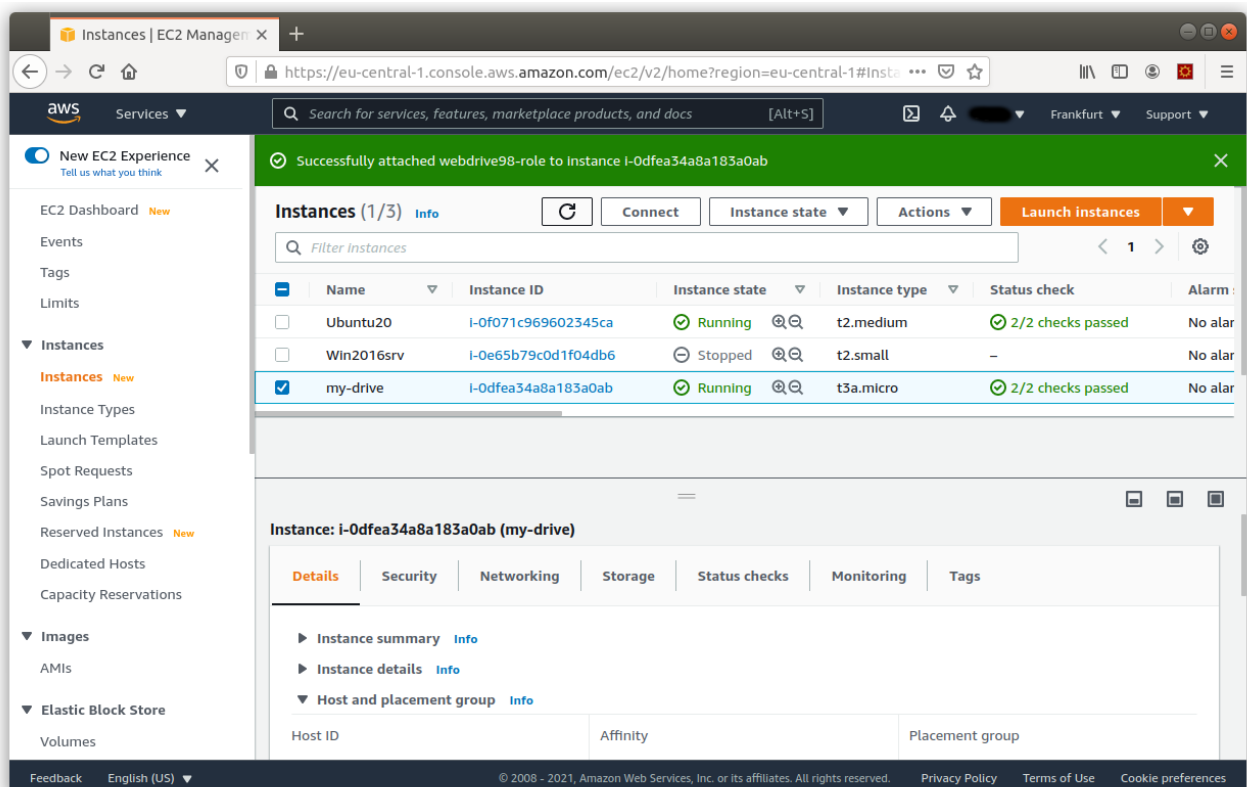 Instances | EC2 Managem
https://eu-central-1.console.aws.amazon.com/ec2/v2/home?region=eu-central-1#Insta
aws
Services
Search for services, features, marketplace products, and docs [Alt+S]
Frankfurt
Support
New EC2 Experience
Tell us what you think
EC2 Dashboard New
Events
Tags
Limits
Instances
Instances New
Instance Types
Launch Templates
Spot Requests
Savings Plans
Reserved Instances New
Dedicated Hosts
Capacity Reservations
Images
AMIs
Elastic Block Store
Volumes
Successfully attached webdrive98-role to instance i-0dfea34a8a183a0ab
Instances (1/3) Info
Connect
Instance state
Actions
Launch instances
Filter instances
1
Name Instance ID Instance state Instance type Status check Alarm s
Ubuntu20 i-0f071c969602345ca Running t2.medium 2/2 checks passed No alar
Win2016srv i-0e65b79c0d1f04db6 Stopped t2.small – No alar
my-drive i-0dfea34a8a183a0ab Running t3a.micro 2/2 checks passed No alar
Instance: i-0dfea34a8a183a0ab (my-drive)
Details Security Networking Storage Status checks Monitoring Tags
Instance summary Info
Instance details Info
Host and placement group Info
Host ID Affinity Placement group
Feedback English (US) © 2008 - 2021, Amazon Web Services, Inc. or its affiliates. All rights reserved. Privacy Policy Terms of Use Cookie preferences